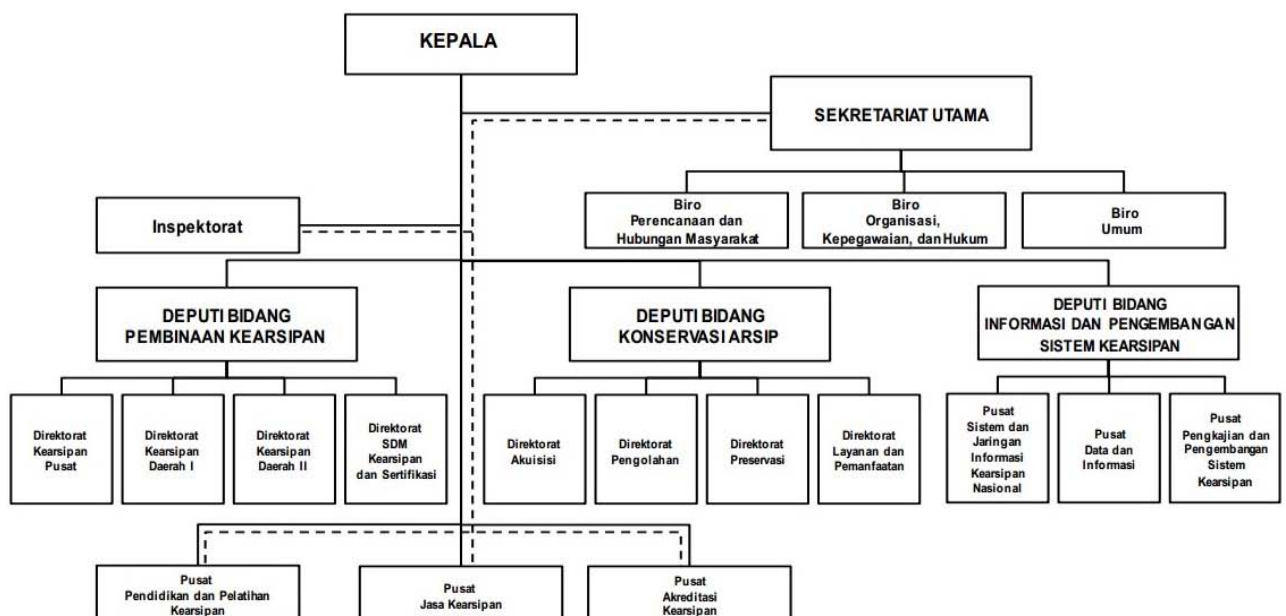 KEPALA
SEKRETARIAT UTAMA
Biro
Perencanaan dan
Hubungan Masyarakat
Biro
Organisasi,
Kepegawaian, dan Hukum
Biro
Umum
Inspektorat
DEPUTI BIDANG
PEMBINAAN KEARSIPAN
DEPUTI BIDANG
KONSERVASI ARSIP
DEPUTI BIDANG
INFORMASI DAN PENGEMBANGAN
SISTEM KEARSIPAN
Direktorat
Kearsipan
Pusat
Direktorat
Kearsipan
Daerah I
Direktorat
Kearsipan
Daerah II
Direktorat
SDM
Kearsipan
dan Sertifikasi
Direktorat
Akuisisi
Direktorat
Pengolahan
Direktorat
Preservasi
Direktorat
Layanan dan
Pemanfaatan
Pusat
Sistem dan
Jaringan
Informasi
Kearsipan
Nasional
Pusat
Data dan
Informasi
Pusat
Pengkajian dan
Pengembangan
Sistem
Kearsipan
Pusat
Pendidikan dan Pelatihan
Kearsipan
Pusat
Jasa Kearsipan
Pusat
Akreditasi
Kearsipan